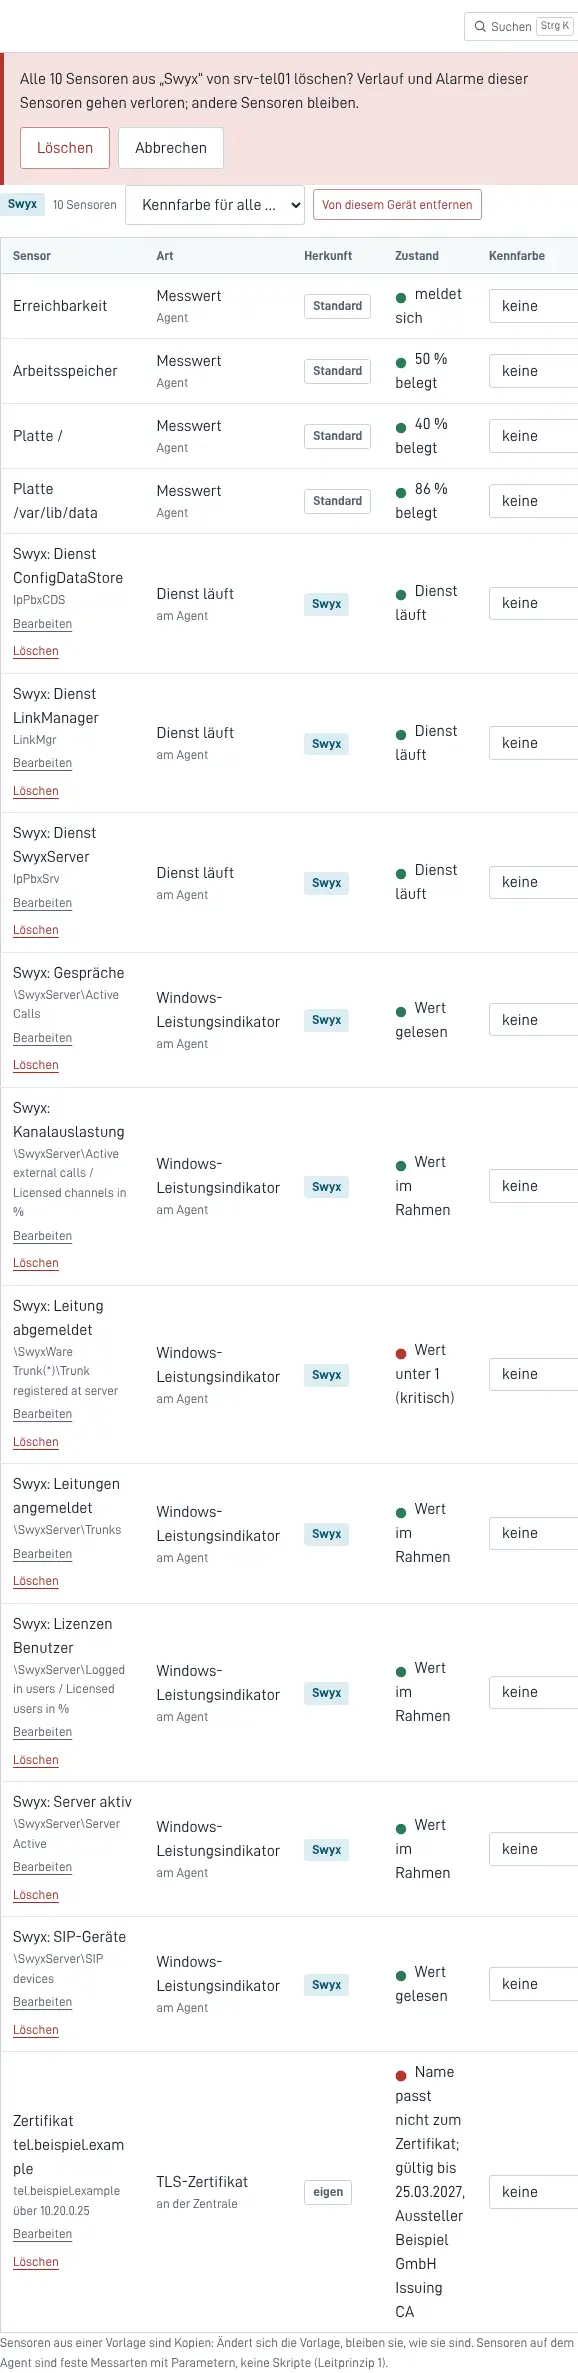 Suchen Strg K
Alle 10 Sensoren aus „Swyx“ von srv-tel01 löschen? Verlauf und Alarme dieser
Sensoren gehen verloren; andere Sensoren bleiben.
Löschen Abbrechen
Swyx 10 Sensoren Kennfarbe für alle ... Von diesem Gerät entfernen
Sensor Art Herkunft Zustand Kennfarbe
Erreichbarkeit
Messwert
Agent
Standard
meldet
sich
keine
Arbeitsspeicher
Messwert
Agent
Standard
50 %
belegt
keine
Platte /
Messwert
Agent
Standard
40 %
belegt
keine
Platte
/var/lib/data
Messwert
Agent
Standard
86 %
belegt
keine
Swyx: Dienst
ConfigDataStore
IpPbxCDS
Bearbeiten
Löschen
Dienst läuft
am Agent
Swyx
Dienst
läuft
keine
Swyx: Dienst
LinkManager
LinkMgr
Bearbeiten
Löschen
Dienst läuft
am Agent
Swyx
Dienst
läuft
keine
Swyx: Dienst
SwyxServer
IpPbxSrv
Bearbeiten
Löschen
Dienst läuft
am Agent
Swyx
Dienst
läuft
keine
Swyx: Gespräche
\SwyxServer\Active
Calls
Bearbeiten
Löschen
Windows-
Leistungsindikator
am Agent
Swyx
Wert
gelesen
keine
Swyx:
Kanalauslastung
\SwyxServer\Active
external calls /
Licensed channels in
%
Bearbeiten
Löschen
Windows-
Leistungsindikator
am Agent
Swyx
Wert
im
Rahmen
keine
Swyx: Leitung
abgemeldet
\SwyxWare
Trunk(*)\Trunk
registered at server
Bearbeiten
Löschen
Windows-
Leistungsindikator
am Agent
Swyx
Wert
unter 1
(kritisch)
keine
Swyx: Leitungen
angemeldet
\SwyxServer\Trunks
Bearbeiten
Löschen
Windows-
Leistungsindikator
am Agent
Swyx
Wert
im
Rahmen
keine
Swyx: Lizenzen
Benutzer
\SwyxServer\Logged
in users / Licensed
users in %
Bearbeiten
Löschen
Windows-
Leistungsindikator
am Agent
Swyx
Wert
im
Rahmen
keine
Swyx: Server aktiv
\SwyxServer\Server
Active
Bearbeiten
Löschen
Windows-
Leistungsindikator
am Agent
Swyx
Wert
im
Rahmen
keine
Swyx: SIP-Geräte
\SwyxServer\SIP
devices
Bearbeiten
Löschen
Windows-
Leistungsindikator
am Agent
Swyx
Wert
gelesen
keine
Zertifikat
tel.beispiel.exam
ple
tel.beispiel.example
über 10.20.0.25
Bearbeiten
Löschen
TLS-Zertifikat
an der Zentrale
eigen
Name
passt
nicht zum
Zertifikat;
gültig bis
25.03.2027,
Aussteller
Beispiel
GmbH
Issuing
CA
keine
Sensoren aus einer Vorlage sind Kopien: Ändert sich die Vorlage, bleiben sie, wie sie sind. Sensoren auf dem
Agent sind feste Messarten mit Parametern, keine Skripte (Leitprinzip 1).